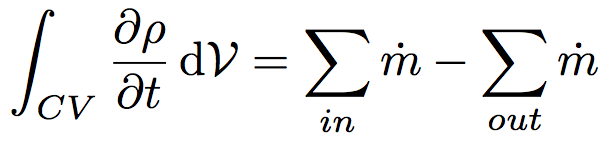 ∫_{CV} ∂ρ/∂t d𝒱 = ∑_{in} ṁ − ∑_{out} ṁ